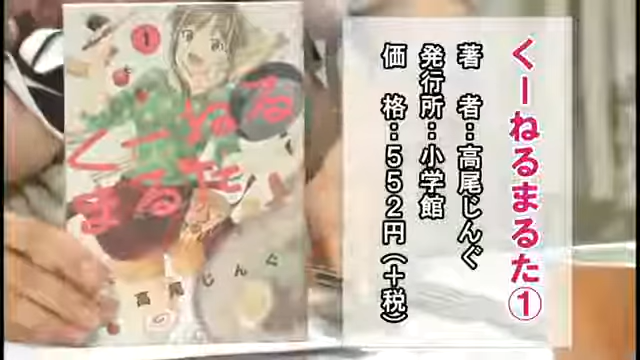 くーねるまるた①
著 者…高尾じんぐ
発行所…小学館
価 格…552円(+税)
1
くーねる
まるた
高尾じんぐ